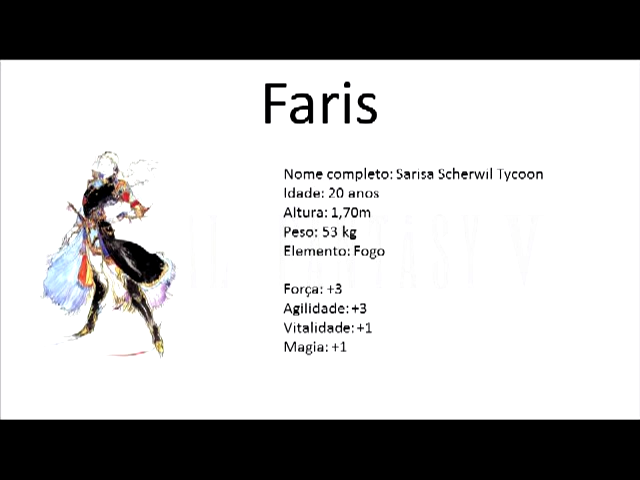 Faris
Nome completo: Sarisa Scherwil Tycoon
Idade: 20 anos
Altura: 1,70m
Peso: 53 kg
Elemento: Fogo
Força: +3
Agilidade: +3
Vitalidade: +1
Magia: +1